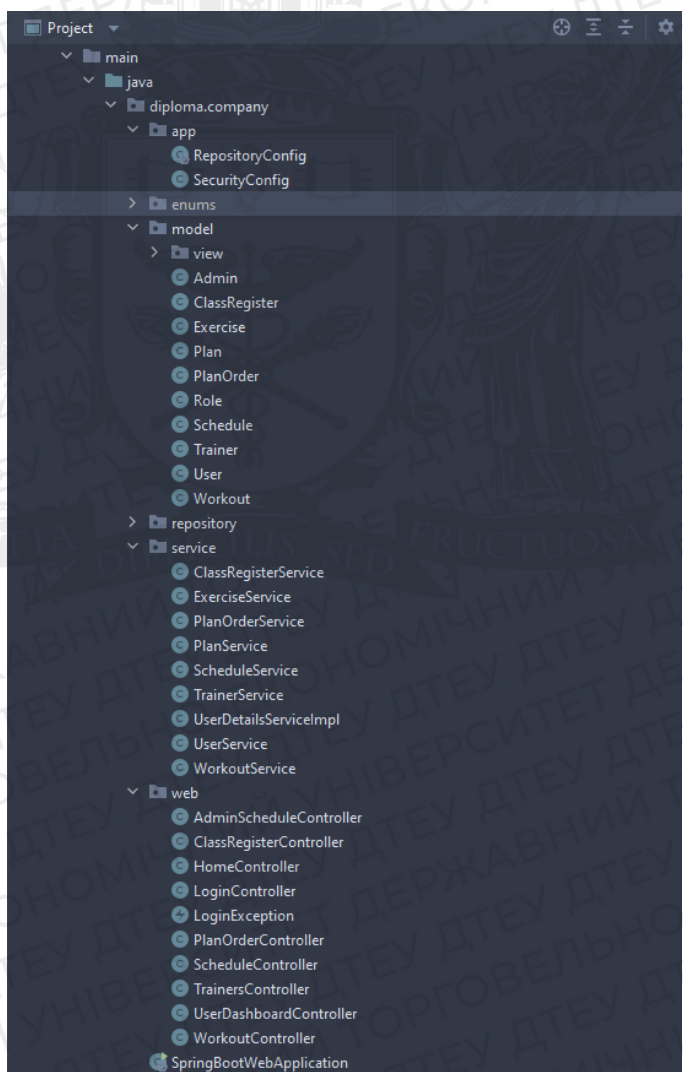 Project
main
java
diploma.company
app
RepositoryConfig
SecurityConfig
enums
model
view
Admin
ClassRegister
Exercise
Plan
PlanOrder
Role
Schedule
Trainer
User
Workout
repository
service
ClassRegisterService
ExerciseService
PlanOrderService
PlanService
ScheduleService
TrainerService
UserDetailsServiceImpl
UserService
WorkoutService
web
AdminScheduleController
ClassRegisterController
HomeController
LoginController
LoginException
PlanOrderController
ScheduleController
TrainersController
UserDashboardController
WorkoutController
SpringBootWebApplication